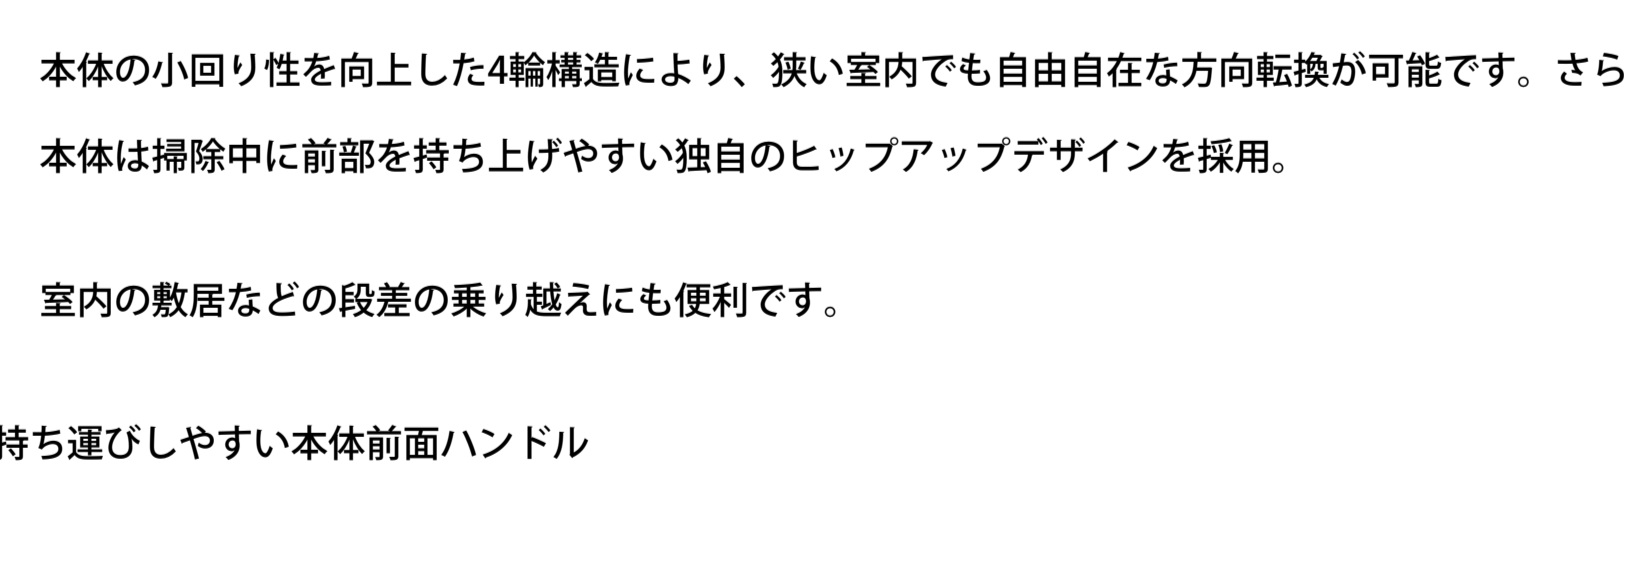 本体の小回り性を向上した4輪構造により、狭い室内でも自由自在な方向転換が可能です。さら
本体は掃除中に前部を持ち上げやすい独自のヒップアップデザインを採用。
室内の敷居などの段差の乗り越えにも便利です。
持ち運びしやすい本体前面ハンドル